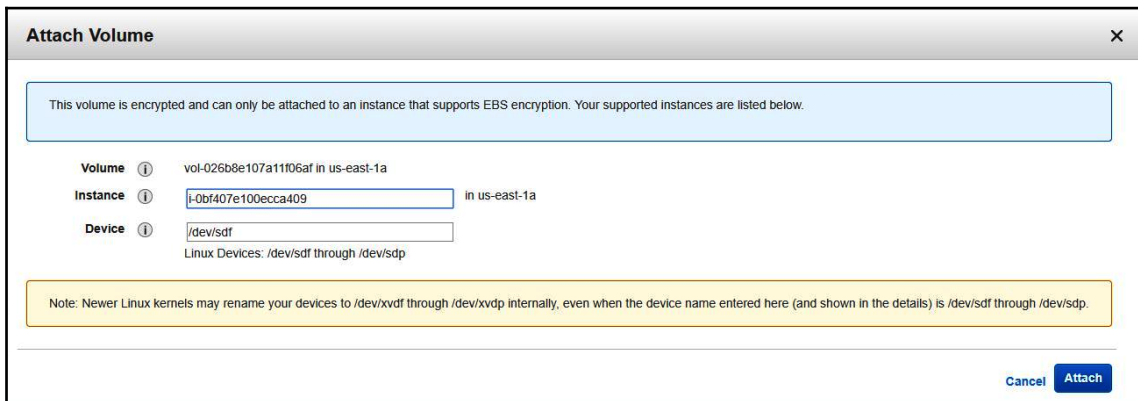 Attach Volume
This volume is encrypted and can only be attached to an instance that supports EBS encryption. Your supported instances are listed below.
Volume vol-026b8e107a11f06af in us-east-1a
Instance i-0bf407e100ecca409 in us-east-1a
Device /dev/sdf
Linux Devices: /dev/sdf through /dev/sdp
Note: Newer Linux kernels may rename your devices to /dev/xvdf through /dev/xvdp internally, even when the device name entered here (and shown in the details) is /dev/sdf through /dev/sdp.
Cancel Attach